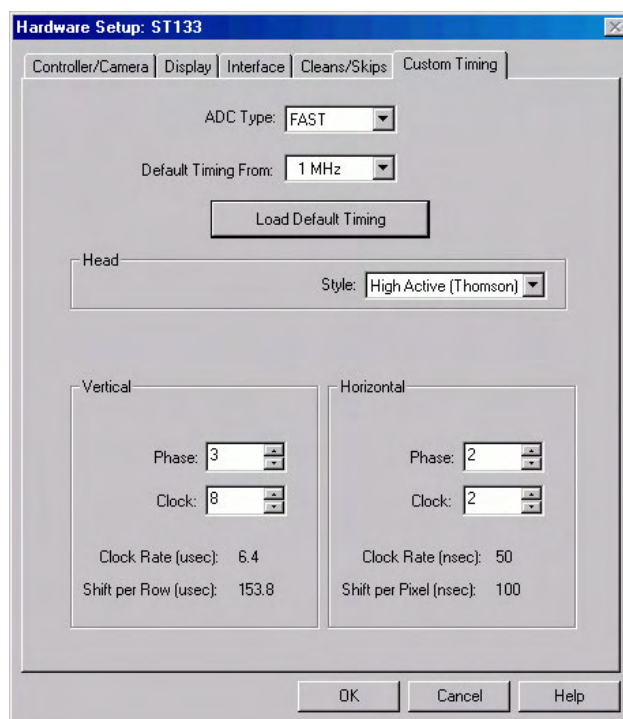 Hardware Setup: ST133
Controller/Camera Display Interface Cleans/Skips Custom Timing
ADC Type: FAST
Default Timing From: 1 MHz
Load Default Timing
Head
Style: High Active (Thomson)
Vertical
Phase: 3
Clock: 8
Clock Rate (usec): 6.4
Shift per Row (usec): 153.8
Horizontal
Phase: 2
Clock: 2
Clock Rate (nsec): 50
Shift per Pixel (nsec): 100
OK Cancel Help